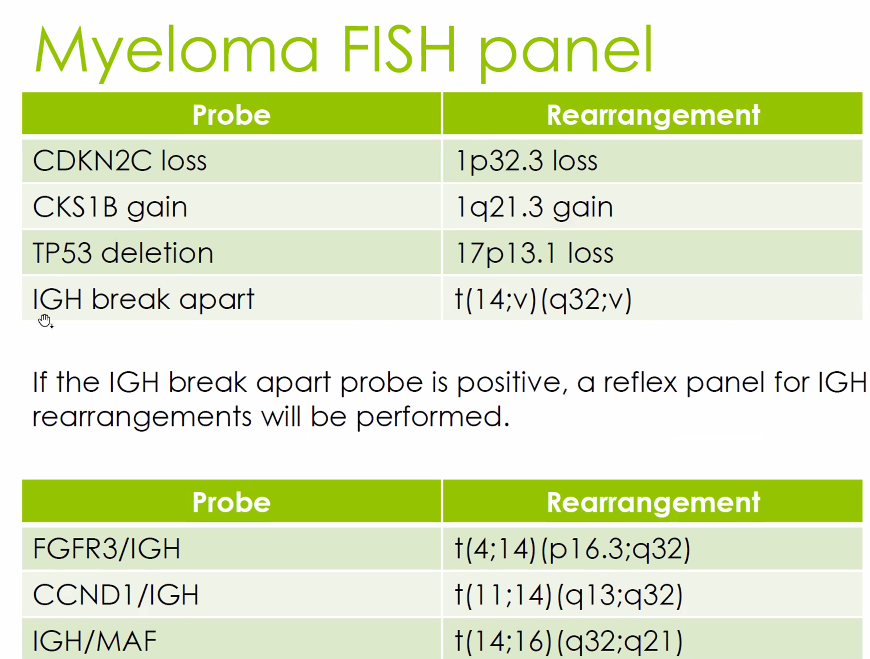 Myeloma FISH panel
Probe Rearrangement
CDKN2C loss 1p32.3 loss
CKS1B gain 1q21.3 gain
TP53 deletion 17p13.1 loss
IGH break apart t(14;v)(q32;v)
If the IGH break apart probe is positive, a reflex panel for IGH
rearrangements will be performed.
Probe Rearrangement
FGFR3/IGH t(4;14)(p16.3;q32)
CCND1/IGH t(11;14)(q13;q32)
IGH/MAF t(14;16)(q32;q21)